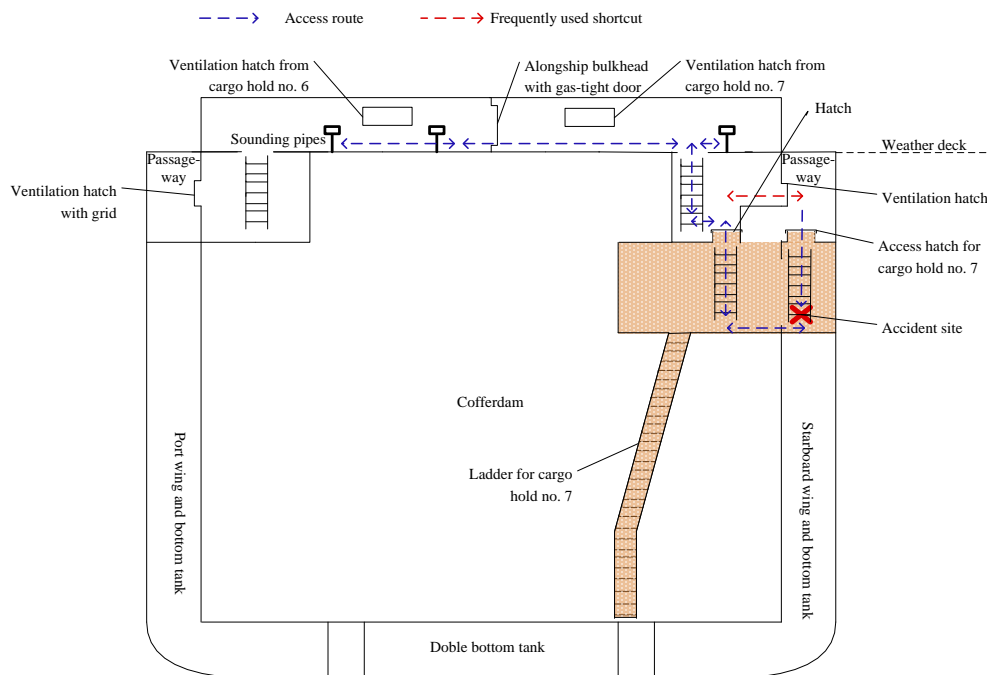 Access route
Frequently used shortcut
Ventilation hatch from
cargo hold no. 6
Alongship bulkhead
with gas-tight door
Ventilation hatch from
cargo hold no. 7
Hatch
Sounding pipes
Weather deck
Passage-
way
Passage-
way
Ventilation hatch
with grid
Ventilation hatch
Access hatch for
cargo hold no. 7
Accident site
Cofferdam
Ladder for cargo
hold no. 7
Port wing and bottom tank
Starboard wing and bottom tank
Doble bottom tank